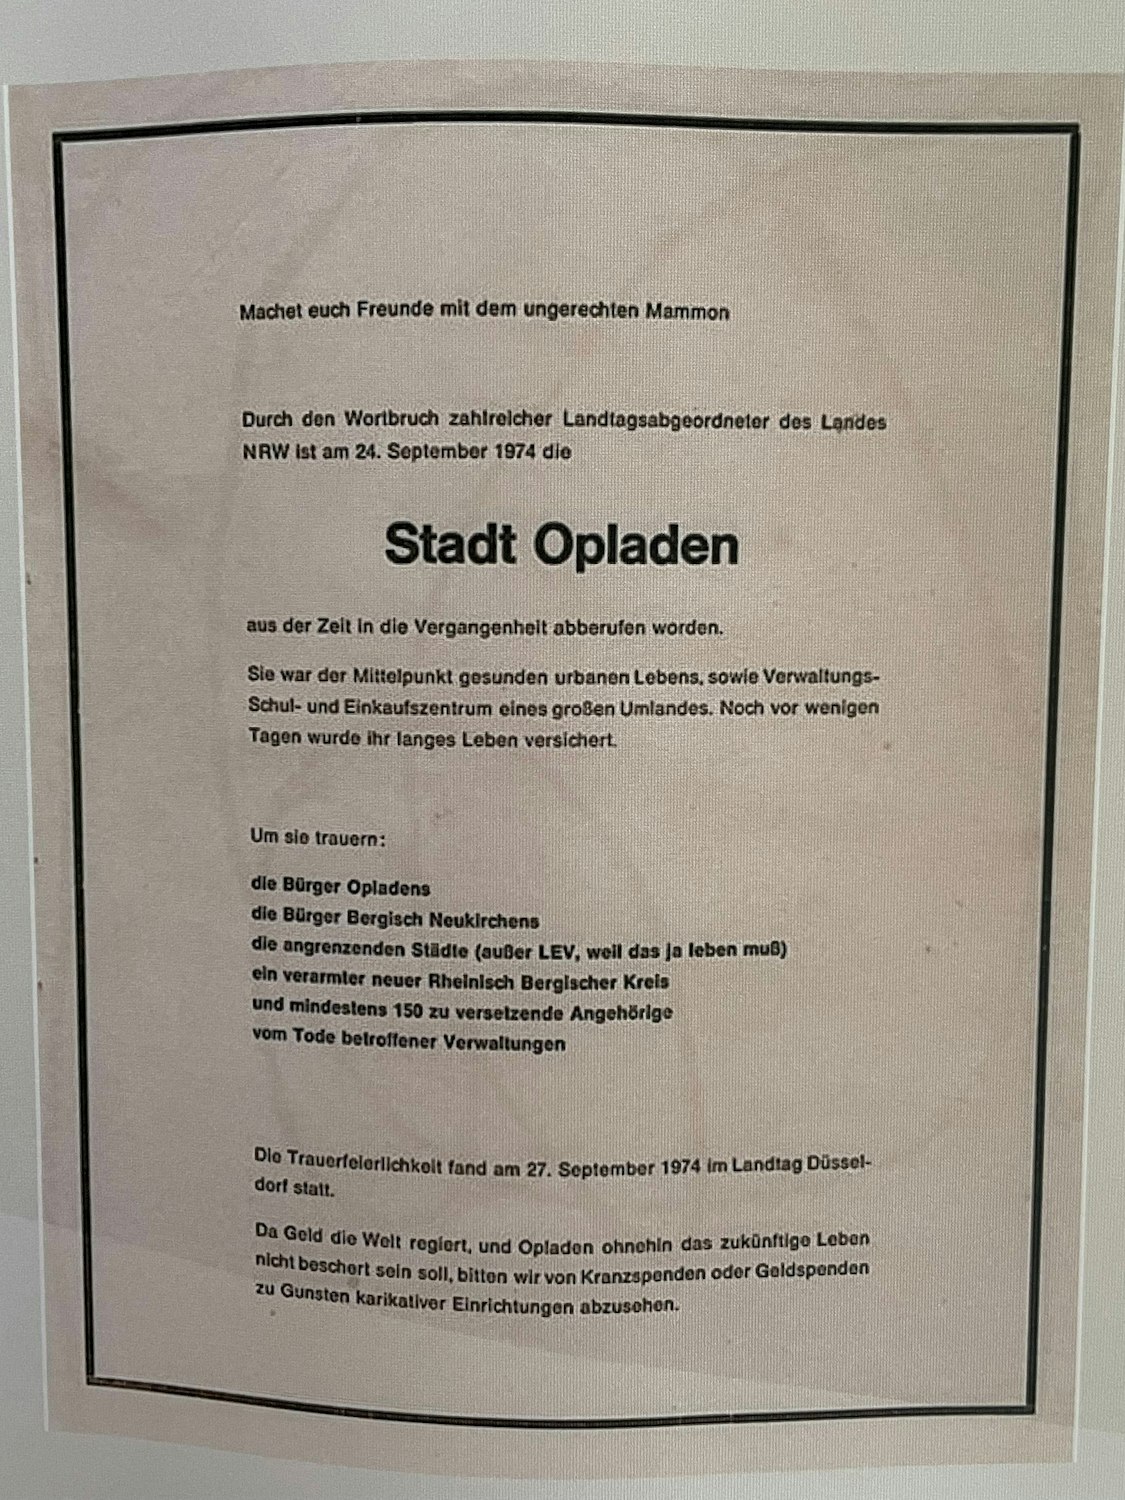 Machet euch Freunde mit dem ungerechten Mammon
Durch den Wortbruch zahlreicher Landtagsabgeordneter des Landes
NRW ist am 24. September 1974 die
Stadt Opladen
aus der Zeit in die Vergangenheit abberufen worden.
Sie war der Mittelpunkt gesunden urbanen Lebens, sowie Verwaltungs-
Schul- und Einkaufszentrum eines großen Umlandes. Noch vor wenigen
Tagen wurde ihr langes Leben versichert.
Um sie trauern:
die Bürger Opladens
die Bürger Bergisch Neukirchens
die angrenzenden Städte (außer LEV, weil das ja leben muß)
ein verarmter neuer Rheinisch Bergischer Kreis
und mindestens 150 zu versetzende Angehörige
vom Tode betroffener Verwaltungen
Die Trauerfeierlichkeit fand am 27. September 1974 im Landtag Düssel-
dorf statt.
Da Geld die Welt regiert, und Opladen ohnehin das zukünftige Leben
nicht beschert sein soll, bitten wir von Kranzspenden oder Geldspenden
zu Gunsten karikativer Einrichtungen abzusehen.